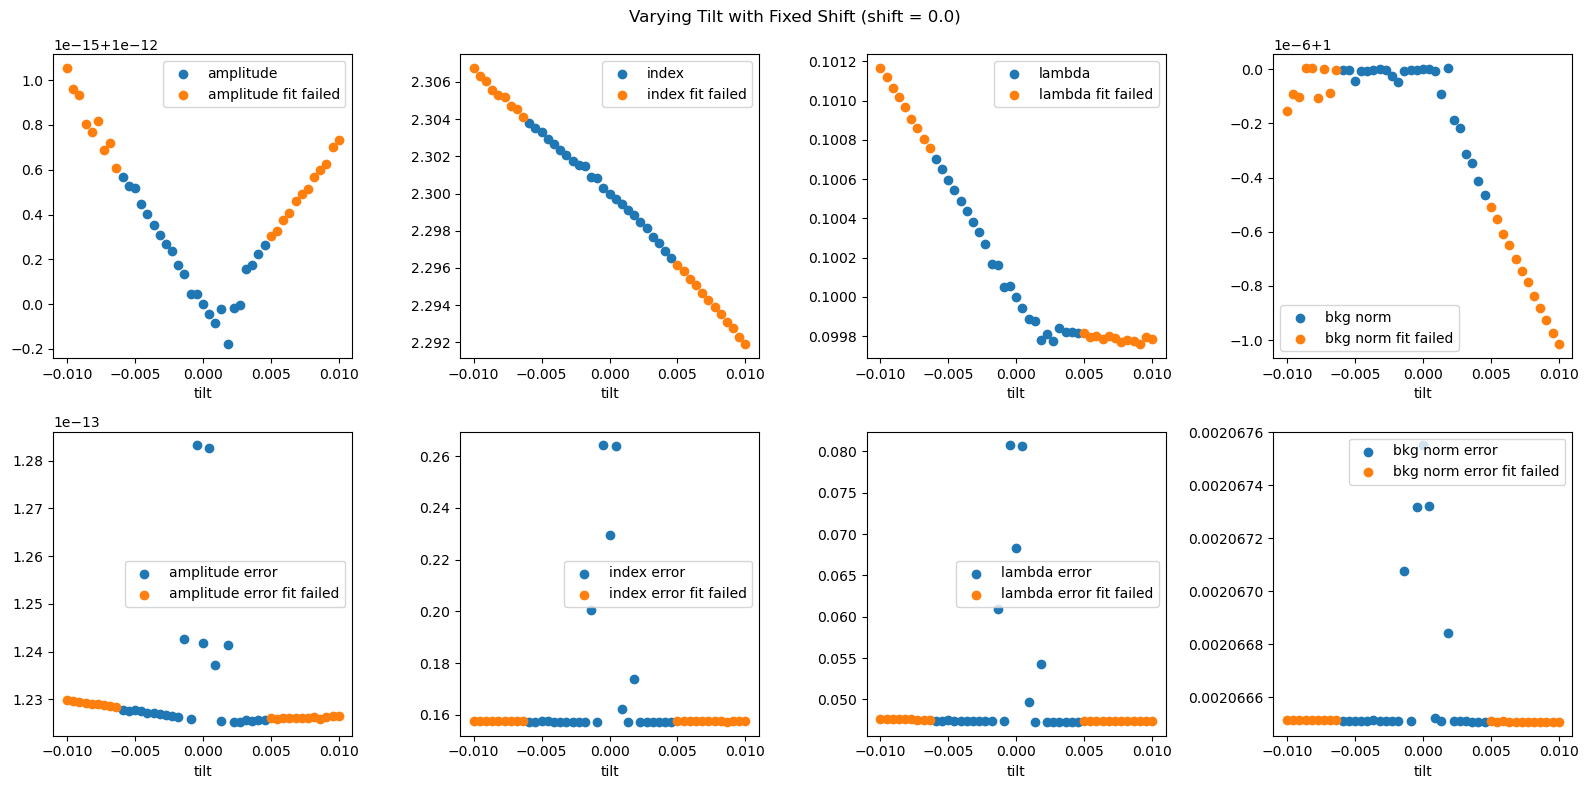 Varying Tilt with Fixed Shift (shift = 0.0)
1e−15+1e−12
amplitude
amplitude fit failed
1.0
0.8
0.6
0.4
0.2
0.0
−0.2
−0.010 −0.005 0.000 0.005 0.010
tilt
index
index fit failed
2.306
2.304
2.302
2.300
2.298
2.296
2.294
2.292
−0.010 −0.005 0.000 0.005 0.010
tilt
lambda
lambda fit failed
0.1012
0.1010
0.1008
0.1006
0.1004
0.1002
0.1000
0.0998
−0.010 −0.005 0.000 0.005 0.010
tilt
1e−6+1
0.0
−0.2
−0.4
−0.6
−0.8
−1.0
bkg norm
bkg norm fit failed
−0.010 −0.005 0.000 0.005 0.010
tilt
1e−13
1.28
1.27
1.26
1.25
1.24
1.23
amplitude error
amplitude error fit failed
−0.010 −0.005 0.000 0.005 0.010
tilt
0.26
0.24
0.22
0.20
0.18
0.16
index error
index error fit failed
−0.010 −0.005 0.000 0.005 0.010
tilt
0.080
0.075
0.070
0.065
0.060
0.055
0.050
lambda error
lambda error fit failed
−0.010 −0.005 0.000 0.005 0.010
tilt
0.0020676
0.0020674
0.0020672
0.0020670
0.0020668
0.0020666
bkg norm error
bkg norm error fit failed
−0.010 −0.005 0.000 0.005 0.010
tilt